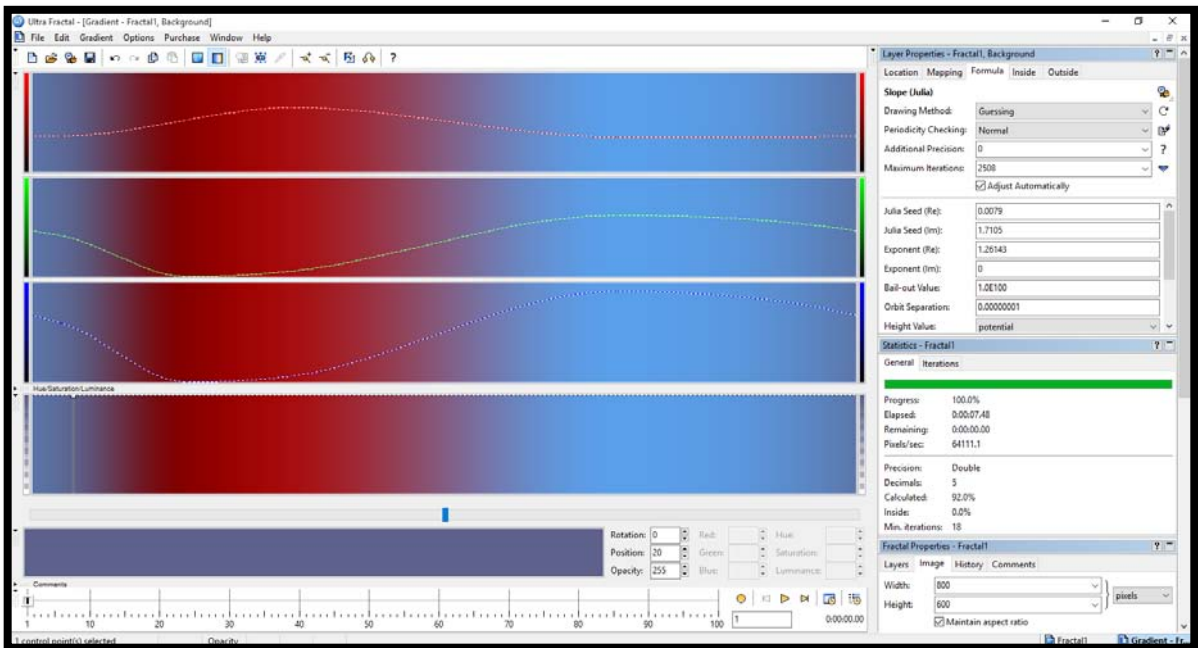 Ultra Fractal - [Gradient - Fractal1, Background]
File Edit Gradient Options Purchase Window Help
Layer Properties - Fractal1, Background
Location Mapping Formula Inside Outside
Slope (Julia)
Drawing Method: Guessing
Periodicity Checking: Normal
Additional Precision: 0
Maximum Iterations: 2508
Adjust Automatically
Julia Seed (Re): 0.0079
Julia Seed (Im): 1.7105
Exponent (Re): 1.26143
Exponent (Im): 0
Bail-out Value: 1.0E100
Orbit Separation: 0.00000001
Height Value: potential
Statistics - Fractal1
General Iterations
Progress: 100.0%
Elapsed: 0:00:07.48
Remaining: 0:00:00.00
Pixels/sec: 64111.1
Precision: Double
Decimals: 5
Calculated: 92.0%
Inside: 0.0%
Min. iterations: 18
Fractal Properties - Fractal1
Layers Image History Comments
Width: 800
Height: 600
pixels
Maintain aspect ratio
Hue/Saturation/Luminance
Rotation: 0 Red: Hue:
Position: 20 Green: Saturation:
Opacity: 255 Blue: Luminance:
Comments
1 10 20 30 40 50 60 70 80 90 100
1 0:00:00.00
1 control point(s) selected Opacity
Fractal1 Gradient - Fr...